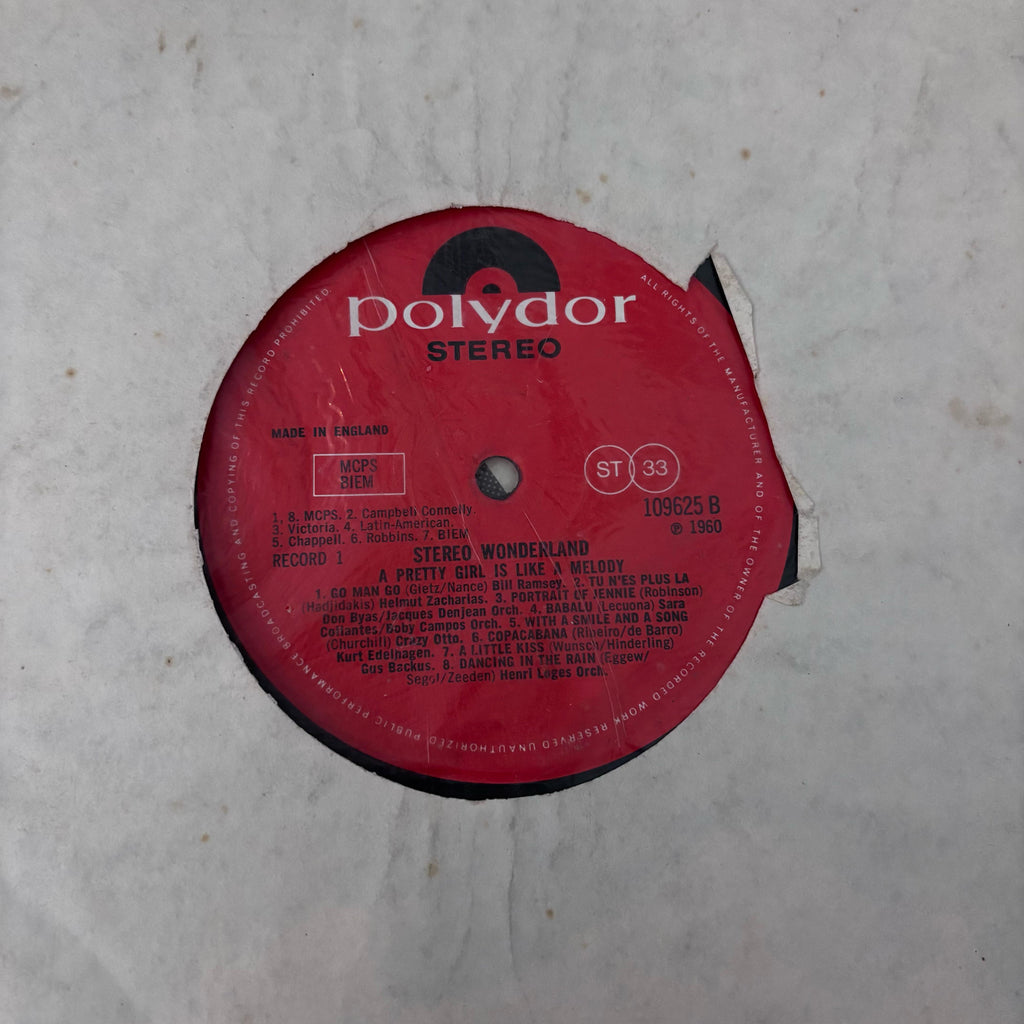 polydor
STEREO
ALL RIGHTS OF THE MANUFACTURER AND OF THE OWNER OF THE RECORDED WORK RESERVED UNAUTHORIZED PUBLIC PERFORMANCE BROADCASTING AND COPYING OF THIS RECORD PROHIBITED.
MADE IN ENGLAND
MCPS
BIEM
ST 33
109625 B
℗ 1960
1, 8. MCPS. 2. Campbell Connelly.
3. Victoria. 4. Latin-American.
5. Chappell. 6. Robbins. 7. BIEM
RECORD 1
STEREO WONDERLAND
A PRETTY GIRL IS LIKE A MELODY
1. GO MAN GO (Gietz/Nance) Bill Ramsey. 2. TU N'ES PLUS LA
(Hadjidakis) Helmut Zacharias. 3. PORTRAIT OF JENNIE (Robinson)
Don Byas/Jacques Denjean Orch. 4. BABALU (Lecuona) Sara
Cofiantes/Boby Campos Orch. 5. WITH A SMILE AND A SONG
(Churchill) Crazy Otto. 6. COPACABANA (Riheiro/de Barro)
Kurt Edelhagen. 7. A LITTLE KISS (Wunsch/Hinderling)
Gus Backus. 8. DANCING IN THE RAIN (Eggew/
Segol/Zeeden) Henri Loges Orch.